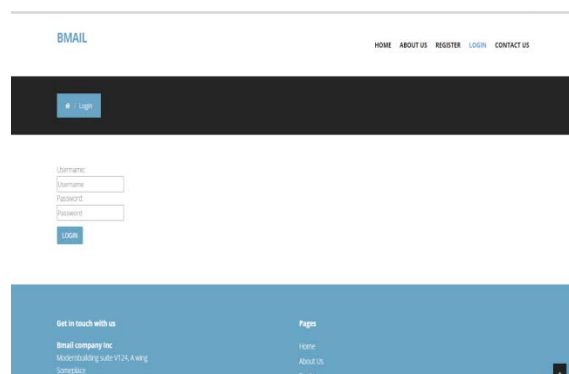 BMAIL
HOME ABOUT US REGISTER LOGIN CONTACT US
Login
Username:
Username
Password:
Password
LOGIN
Get in touch with us
Bmail company Inc
Modernbuilding suite V124, A wing
Someplace
Pages
Home
About Us